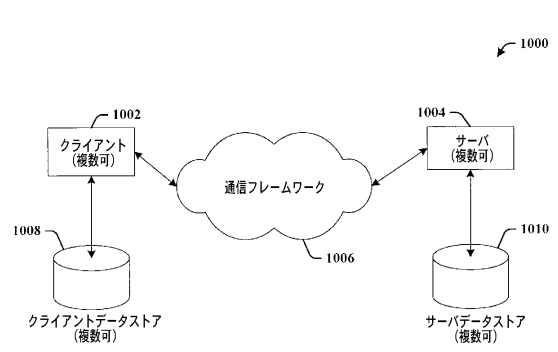 1000
1002
クライアント
(複数可)
1004
サーバ
(複数可)
通信フレームワーク
1006
1008
クライアントデータストア
(複数可)
1010
サーバデータストア
(複数可)